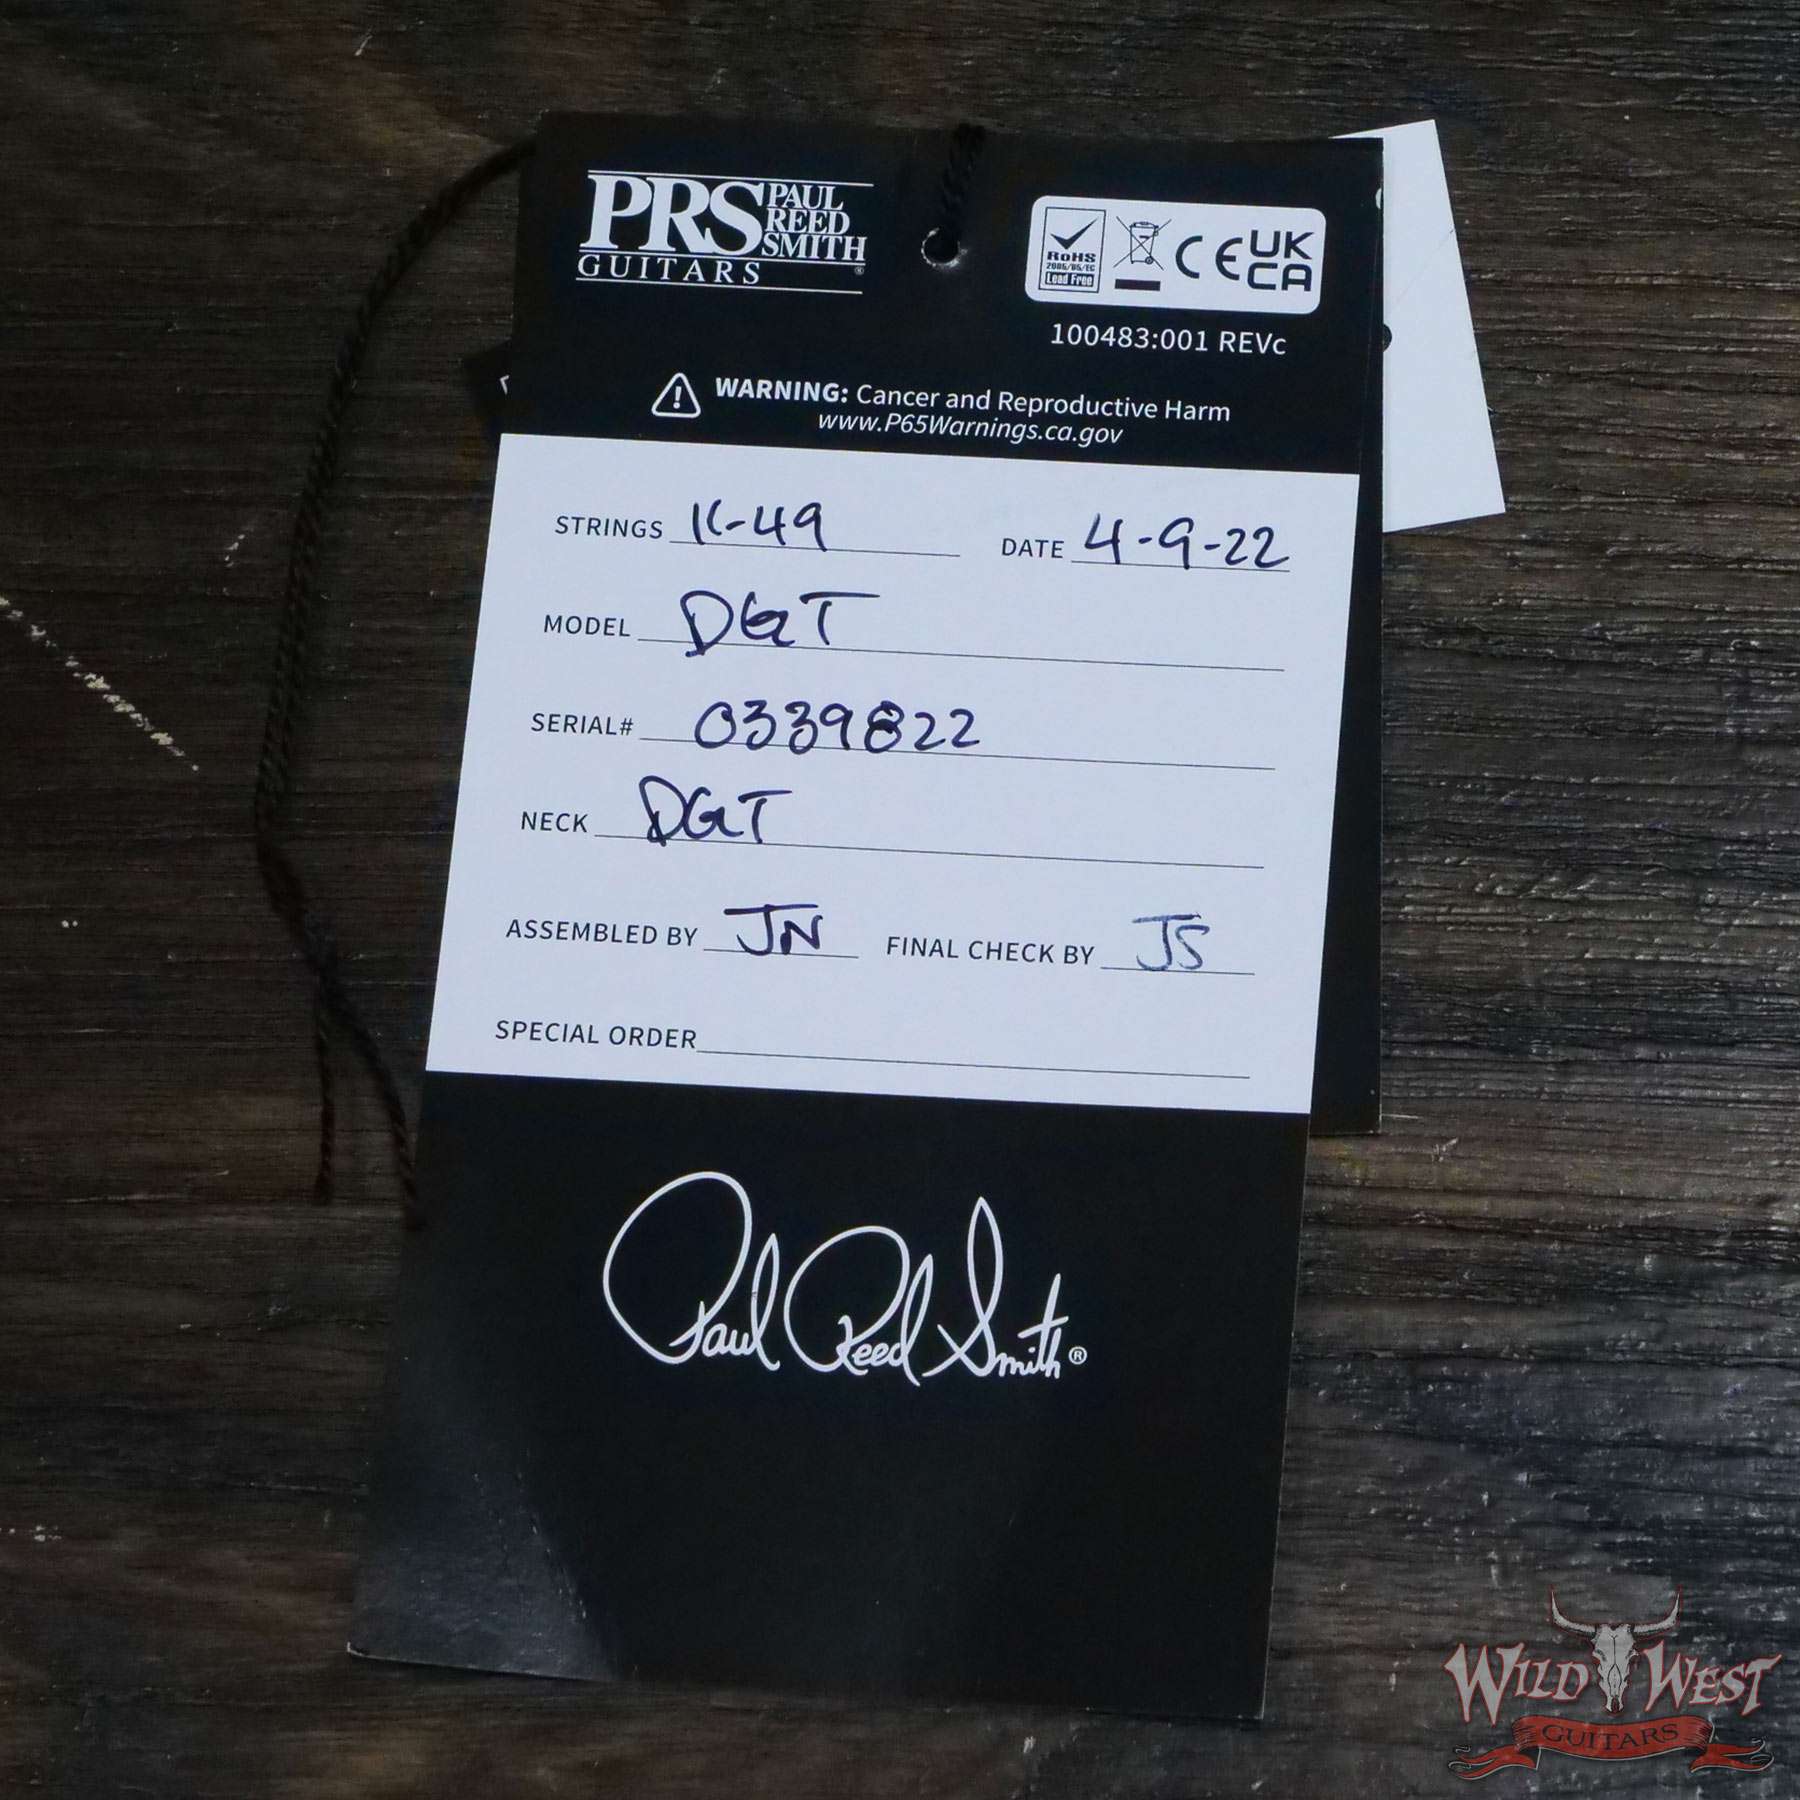 PRS PAUL REED SMITH
GUITARS ®
RoHS
2005/95/EC
Lead Free
CE UK CA
100483:001 REVc
WARNING: Cancer and Reproductive Harm
www.P65Warnings.ca.gov
STRINGS 11-49 DATE 4-9-22
MODEL DGT
SERIAL# 0339822
NECK DGT
ASSEMBLED BY JN FINAL CHECK BY JS
SPECIAL ORDER
Paul Reed Smith ®
WILD WEST
GUITARS